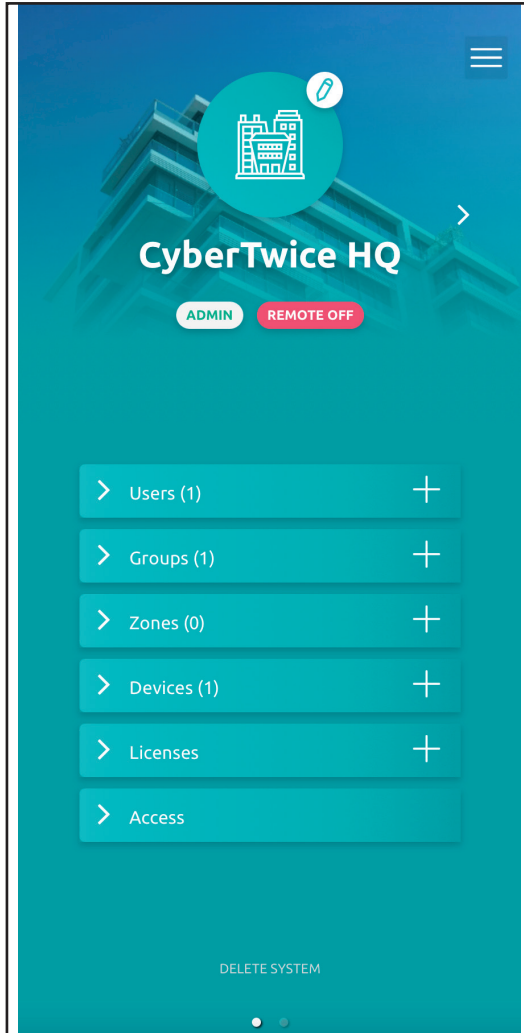 CyberTwice HQ
ADMIN REMOTE OFF
Users (1)
Groups (1)
Zones (0)
Devices (1)
Licenses
Access
DELETE SYSTEM